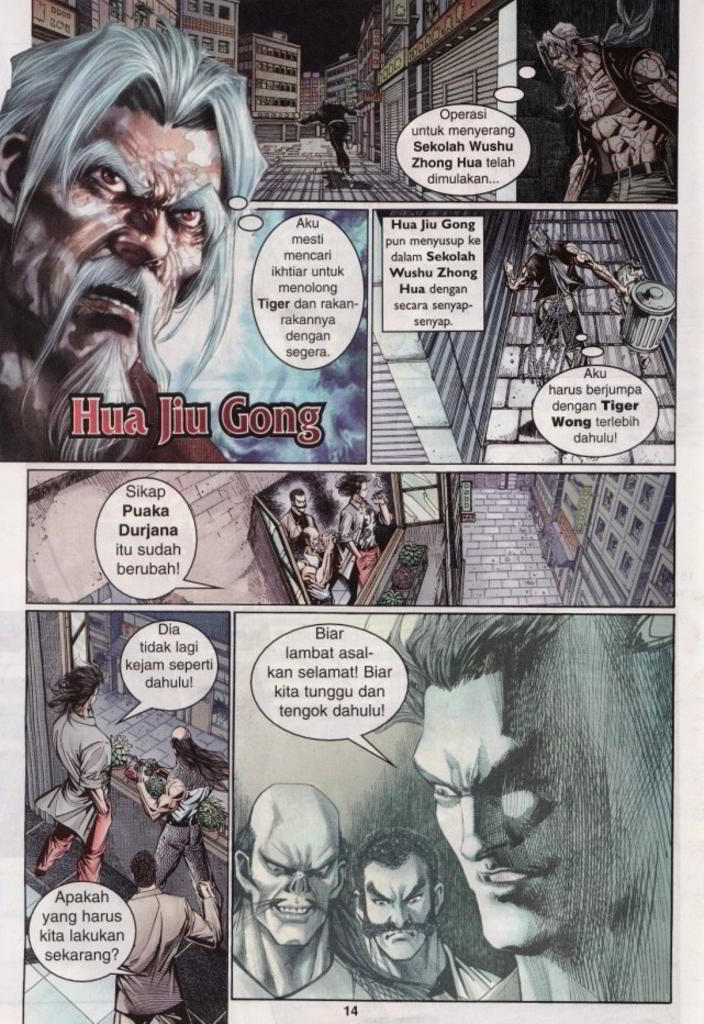 Operasi
untuk menyerang
Sekolah Wushu
Zhong Hua telah
dimulakan...
Aku
mesti
mencari
ikhtiar untuk
menolong
Tiger dan rakan-
rakannya
dengan
segera.
Hua Jiu Gong
Hua Jiu Gong
pun menyusup ke
dalam Sekolah
Wushu Zhong
Hua dengan
secara senyap-
senyap.
Aku
harus berjumpa
dengan Tiger
Wong terlebih
dahulu!
Sikap
Puaka
Durjana
itu sudah
berubah!
Dia
tidak lagi
kejam seperti
dahulu!
Apakah
yang harus
kita lakukan
sekarang?
Biar
lambat asal-
kan selamat! Biar
kita tunggu dan
tengok dahulu!
14